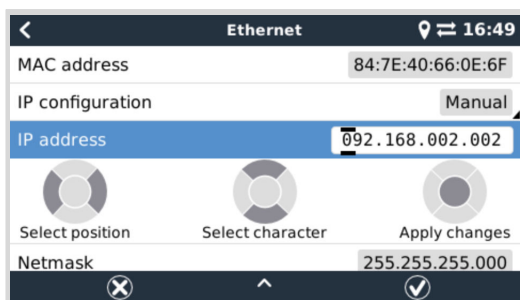 Ethernet 16:49
MAC address 84:7E:40:66:0E:6F
IP configuration Manual
IP address 092.168.002.002
Select position Select character Apply changes
Netmask 255.255.255.000